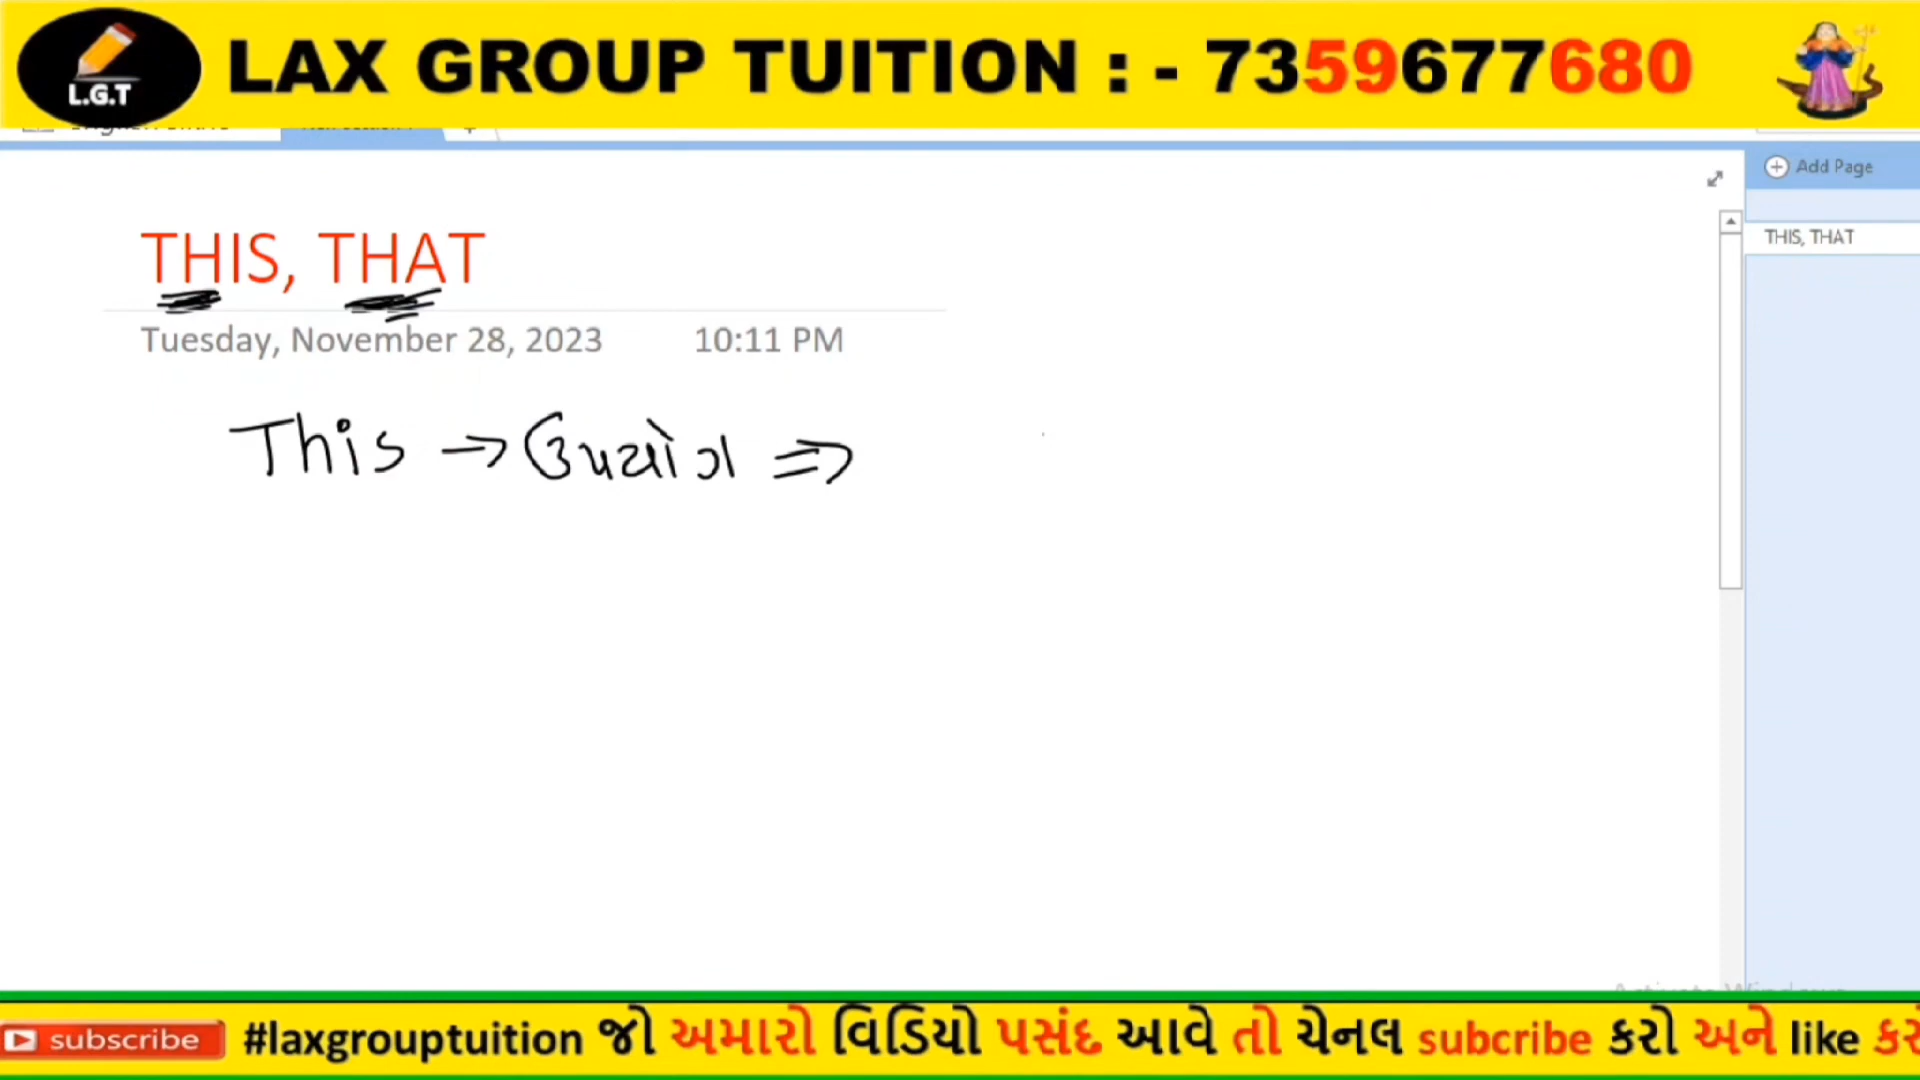 L.G.T
LAX GROUP TUITION : - 7359677680
Add Page
THIS, THAT
THIS, THAT
Tuesday, November 28, 2023 10:11 PM
This → ઉપયોગ ⇒
subscribe #laxgrouptuition જો અમારો વિડિયો પસંદ આવે તો ચેનલ subcribe કરો અને like